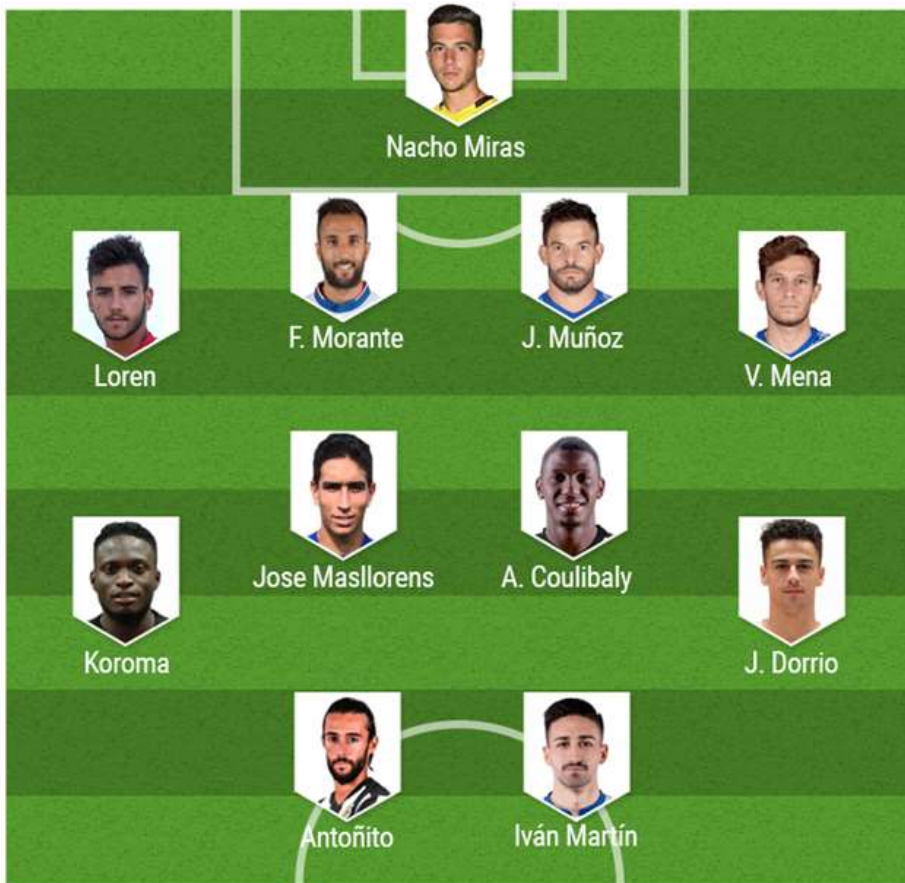 Nacho Miras
F. Morante
J. Muñoz
Loren
V. Mena
Jose Masllorens
A. Coulibaly
Koroma
J. Dorrio
Antoñito
Iván Martín